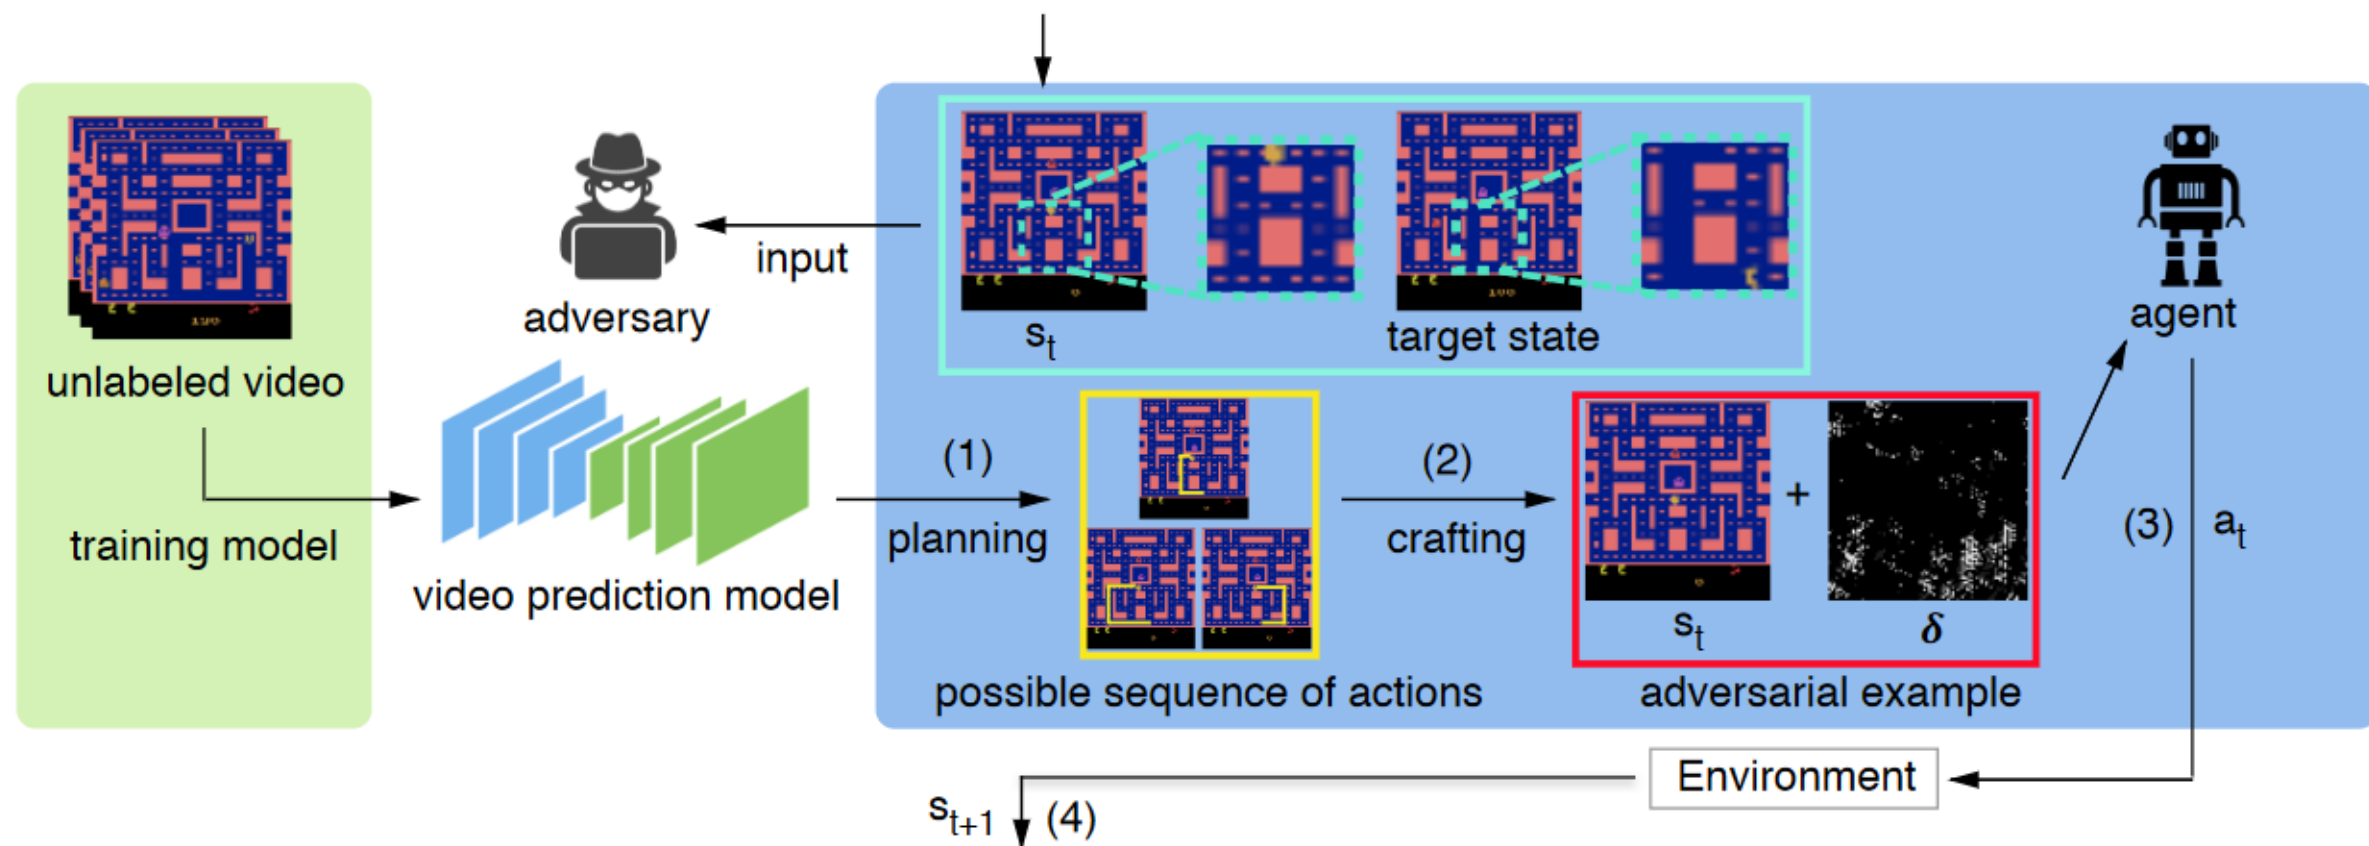 unlabeled video
training model
adversary
input
video prediction model
s_t
target state
agent
(1)
planning
(2)
crafting
possible sequence of actions
+
s_t
δ
adversarial example
(3)
a_t
Environment
s_{t+1}
(4)